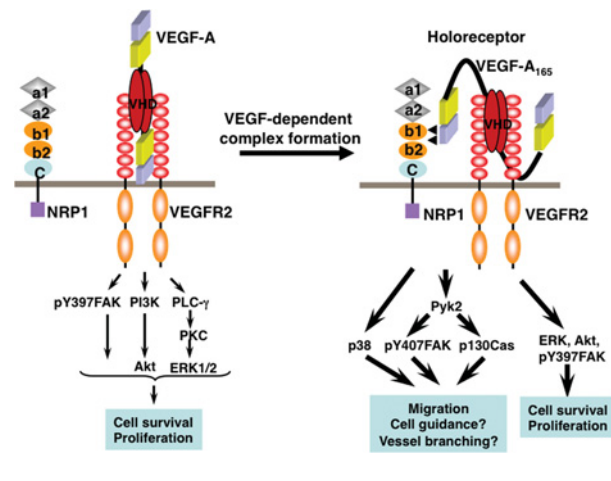 VEGF-A
a1
a2
b1
b2
C
VHD
NRP1
VEGFR2
pY397FAK PI3K PLC-γ
PKC
Akt ERK1/2
Cell survival
Proliferation
VEGF-dependent
complex formation
Holoreceptor
VEGF-A165
a1
a2
b1
b2
C
VHD
NRP1
VEGFR2
Pyk2
p38 pY407FAK p130Cas
ERK, Akt,
pY397FAK
Migration
Cell guidance?
Vessel branching?
Cell survival
Proliferation